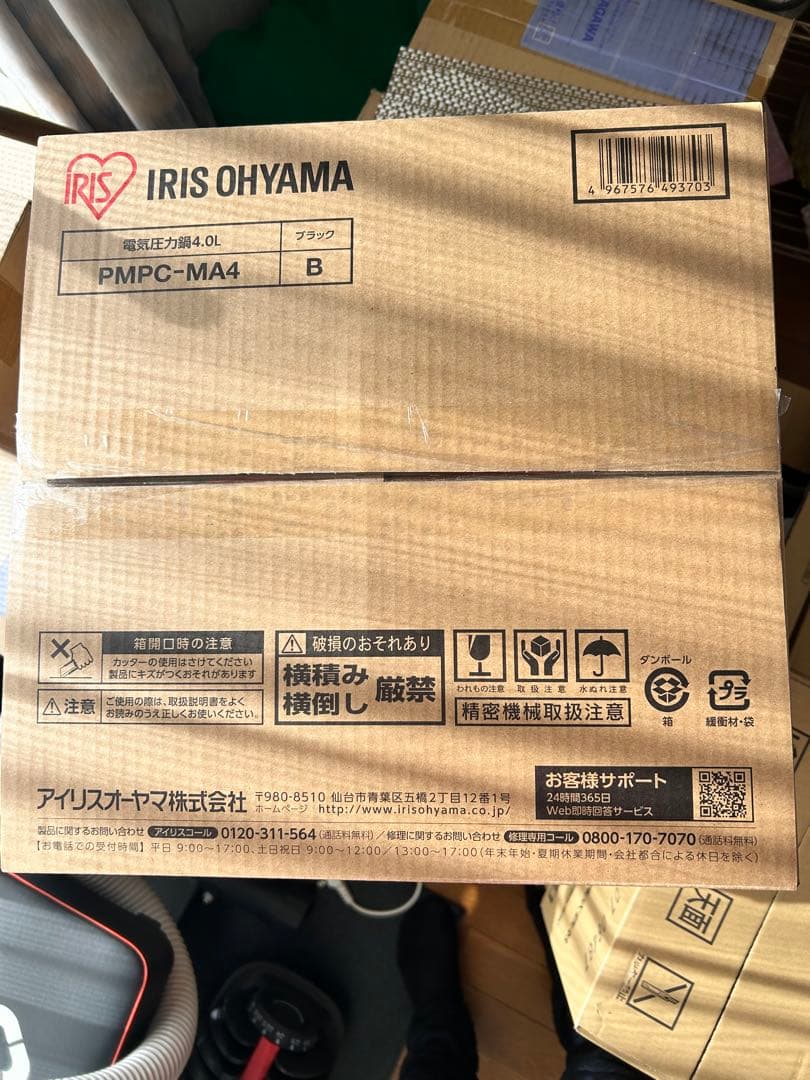 AGAWA
IRIS
IRIS OHYAMA
4 967576 493703
電気圧力鍋4.0L
ブラック
PMPC-MA4
B
箱開口時の注意
カッターの使用はさけてください
製品にキズがつくおそれがあります
注意
ご使用の際は、取扱説明書をよく
お読みのうえ正しくお使いください。
破損のおそれあり
横積み
横倒し
厳禁
われもの注意
取扱注意
水ぬれ注意
精密機械取扱注意
ダンボール
箱
プラ
緩衝材・袋
アイリスオーヤマ株式会社
〒980-8510 仙台市青葉区五橋2丁目12番1号
ホームページ http://www.irisohyama.co.jp/
お客様サポート
24時間365日
Web即時回答サービス
製品に関するお問い合わせ アイリスコール 0120-311-564(通話料無料)/修理に関するお問い合わせ 修理専用コール 0800-170-7070(通話料無料)
【お電話での受付時間】平日 9:00~17:00、土日祝日 9:00~12:00/13:00~17:00(年末年始・夏期休業期間・会社都合による休日を除く)
天面